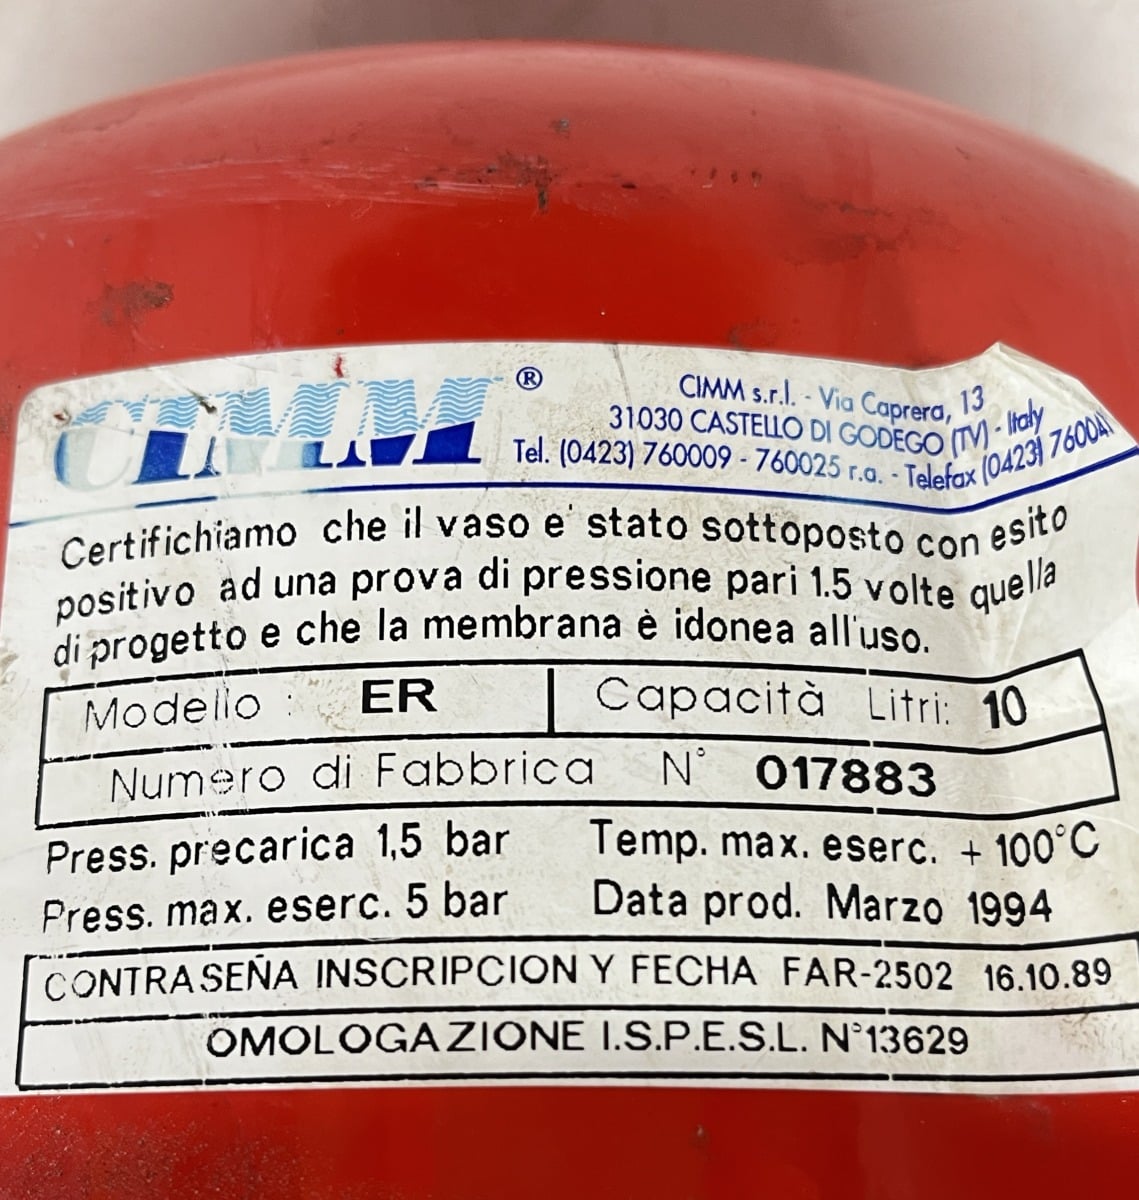 CIMM ®
CIMM s.r.l. - Via Caprera, 13
31030 CASTELLO DI GODEGO (TV) - Italy
Tel. (0423) 760009 - 760025 r.a. - Telefax (0423)
Certifichiamo che il vaso e' stato sottoposto con esito
positivo ad una prova di pressione pari 1.5 volte quella
di progetto e che la membrana è idonea all'uso.
Modello : ER Capacità Litri: 10
Numero di Fabbrica N° 017883
Press. precarica 1,5 bar Temp. max. eserc. + 100°C
Press. max. eserc. 5 bar Data prod. Marzo 1994
CONTRASEÑA INSCRIPCION Y FECHA FAR-2502 16.10.89
OMOLOGAZIONE I.S.P.E.S.L. N°13629